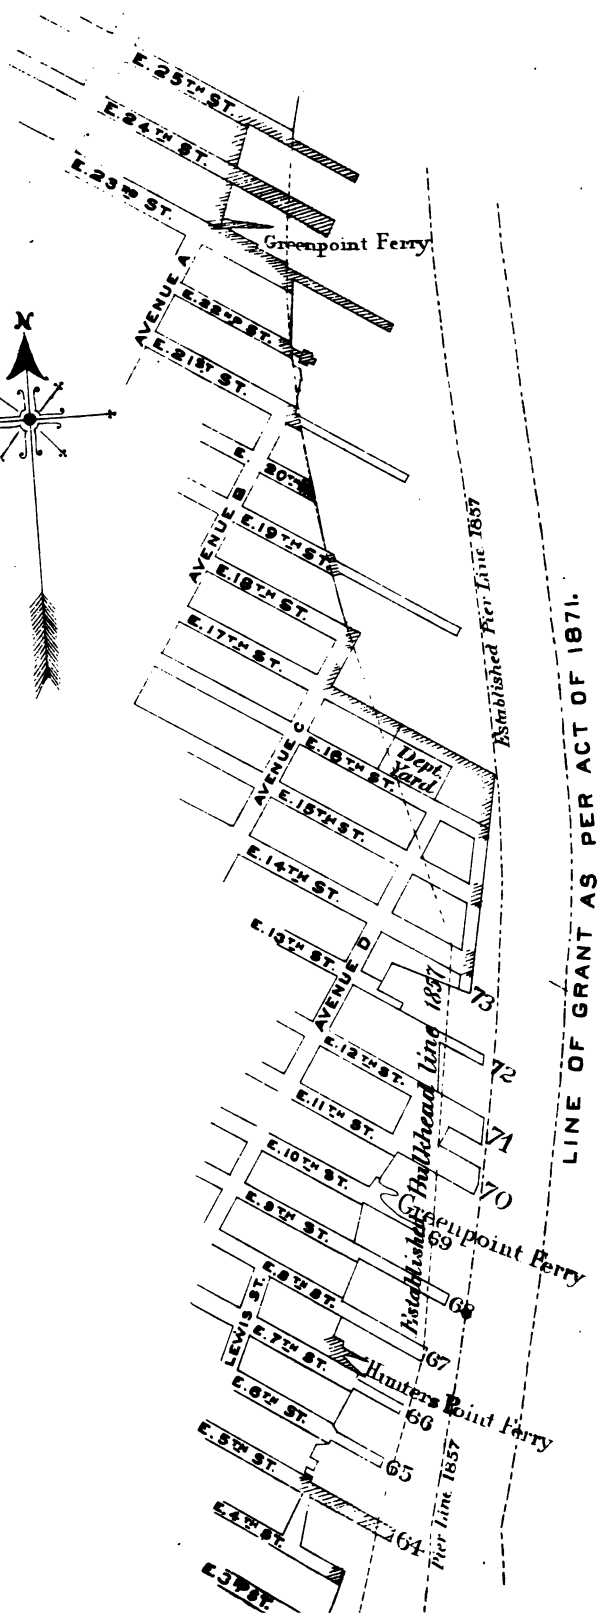 E. 25TH ST.
E. 24TH ST.
E. 23RD ST.
Greenpoint Ferry
AVENUE A
E. 22ND ST.
N
E. 21ST ST.
E. 20TH
AVENUE B
E. 19TH ST.
Established Pier Line 1857
E. 18TH ST.
LINE OF GRANT AS PER ACT OF 1871.
E. 17TH ST.
AVENUE C
E. 16TH ST.
Dept.
Yard
E. 15TH ST.
E. 14TH ST.
E. 13TH ST.
AVENUE D
73
Established Bulkhead line 1857
E. 12TH ST.
72
E. 11TH ST.
71
E. 10TH ST.
70
Greenpoint Ferry
E. 9TH ST.
69
E. 8TH ST.
68
LEWIS ST.
E. 7TH ST.
67
Hunters Point Ferry
E. 6TH ST.
66
E. 5TH ST.
65
Pier Line 1857
E. 4TH ST.
64
E. 3RD ST.